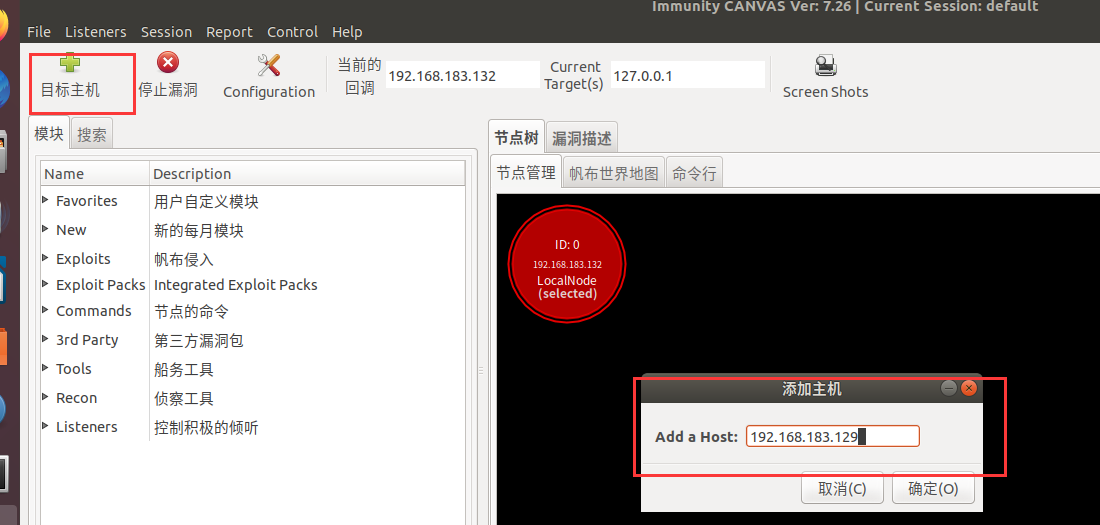 Immunity CANVAS Ver: 7.26 | Current Session: default
File Listeners Session Report Control Help
目标主机
停止漏洞
Configuration
当前的
回调
192.168.183.132
Current
Target(s)
127.0.0.1
Screen Shots
模块 搜索
Name Description
Favorites 用户自定义模块
New 新的每月模块
Exploits 帆布侵入
Exploit Packs Integrated Exploit Packs
Commands 节点的命令
3rd Party 第三方漏洞包
Tools 船务工具
Recon 侦察工具
Listeners 控制积极的倾听
节点树 漏洞描述
节点管理 帆布世界地图 命令行
ID: 0
192.168.183.132
LocalNode
(selected)
添加主机
Add a Host: 192.168.183.129
取消(C) 确定(O)